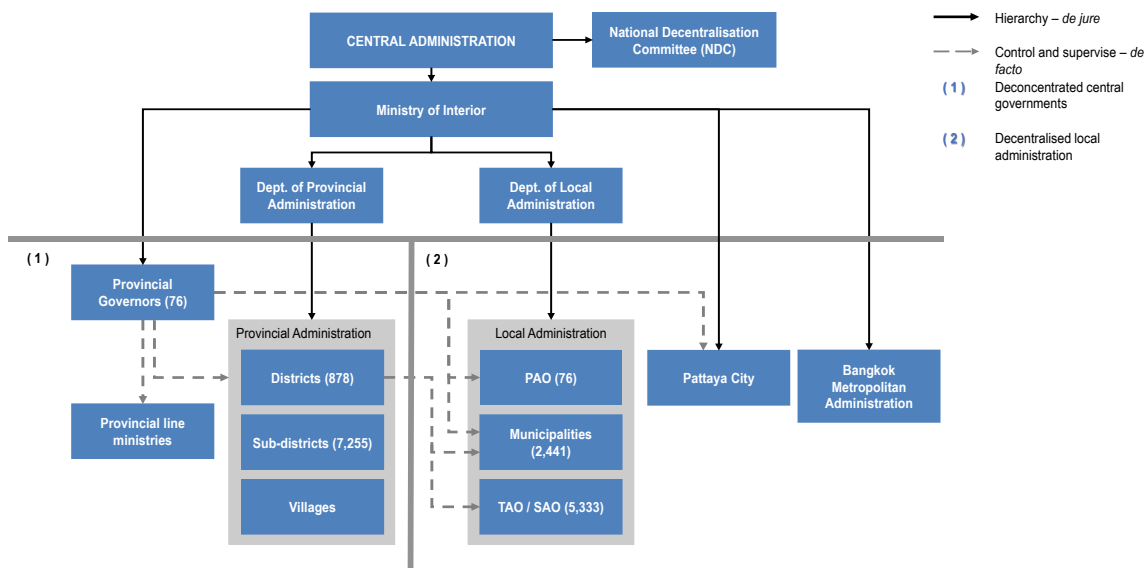 CENTRAL ADMINISTRATION
National Decentralisation
Committee (NDC)
Hierarchy – de jure
Control and supervise – de
facto
( 1 ) Deconcentrated central
governments
( 2 ) Decentralised local
administration
Ministry of Interior
Dept. of Provincial
Administration
Dept. of Local
Administration
( 1 )
( 2 )
Provincial
Governors (76)
Provincial Administration
Local Administration
Districts (878)
PAO (76)
Pattaya City
Bangkok
Metropolitan
Administration
Provincial line
ministries
Sub-districts (7,255)
Municipalities
(2,441)
Villages
TAO / SAO (5,333)